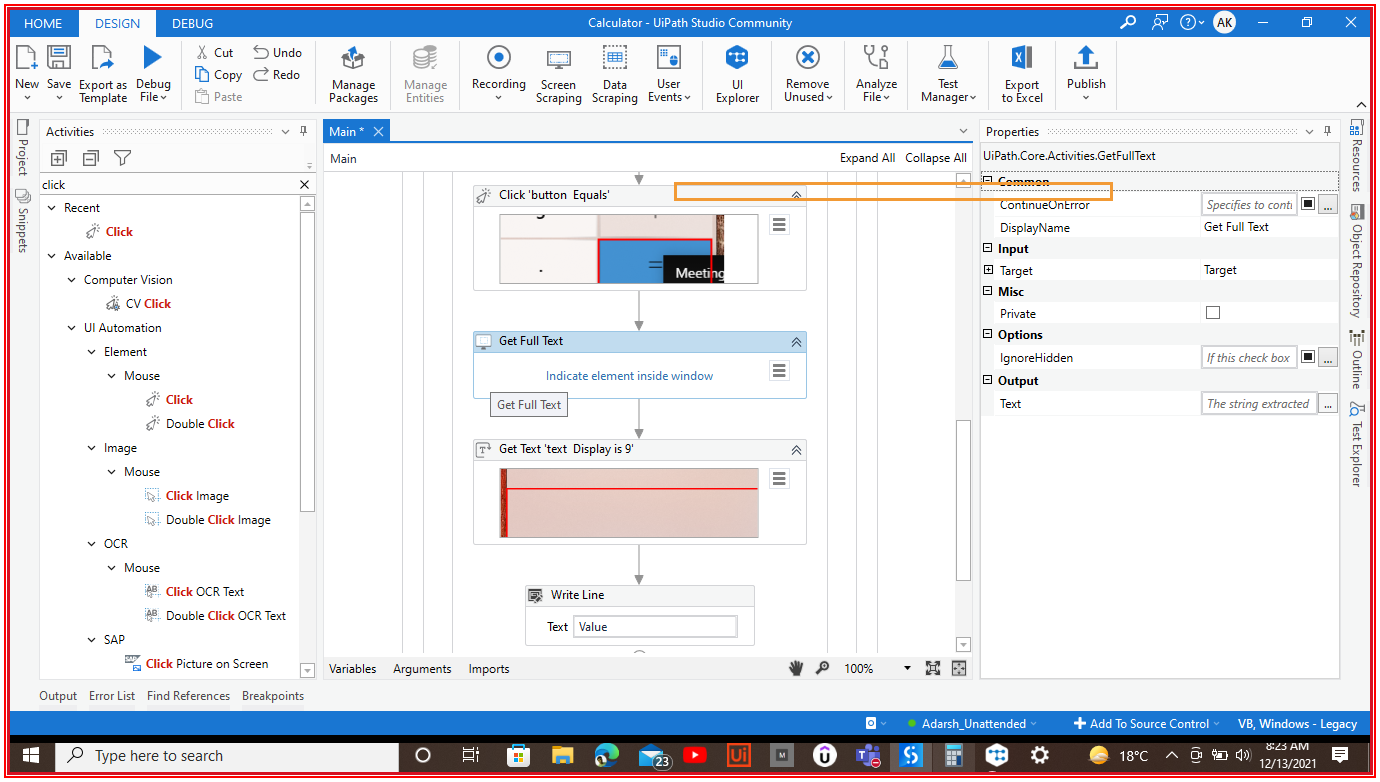 HOME DESIGN DEBUG Calculator - UiPath Studio Community AK
New Save Export as Template Debug File Cut Copy Paste Undo Redo Manage Packages Manage Entities Recording Screen Scraping Data Scraping User Events UI Explorer Remove Unused Analyze File Test Manager Export to Excel Publish
Project
Snippets
Activities
click
Recent
Click
Available
Computer Vision
CV Click
UI Automation
Element
Mouse
Click
Double Click
Image
Mouse
Click Image
Double Click Image
OCR
Mouse
Click OCR Text
Double Click OCR Text
SAP
Click Picture on Screen
Main *
Main Expand All Collapse All
Click 'button Equals'
=
Meeting
Get Full Text
Indicate element inside window
Get Full Text
Get Text 'text Display is 9'
Write Line
Text Value
Variables Arguments Imports 100%
Properties
UiPath.Core.Activities.GetFullText
Common
ContinueOnError Specifies to conti ...
DisplayName Get Full Text
Input
Target Target
Misc
Private
Options
IgnoreHidden If this check box ...
Output
Text The string extracted ...
Resources
Object Repository
Outline
Test Explorer
Output Error List Find References Breakpoints
Adarsh_Unattended Add To Source Control VB, Windows - Legacy
Type here to search 23 Ui M 18°C 8:23 AM
12/13/2021